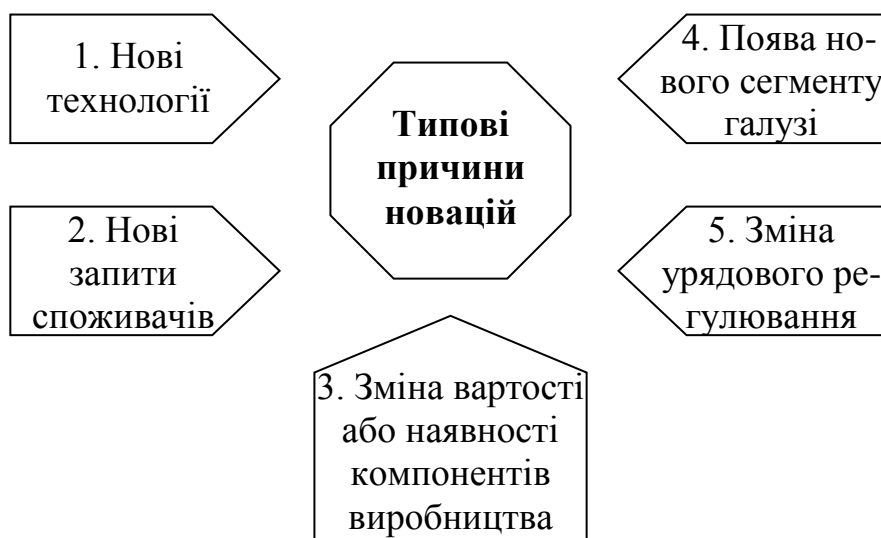 1. Нові
технології
2. Нові
запити
споживачів
Типові
причини
новацій
3. Зміна вартості
або наявності
компонентів
виробництва
4. Поява но-
вого сегменту
галузі
5. Зміна
урядового ре-
гулювання